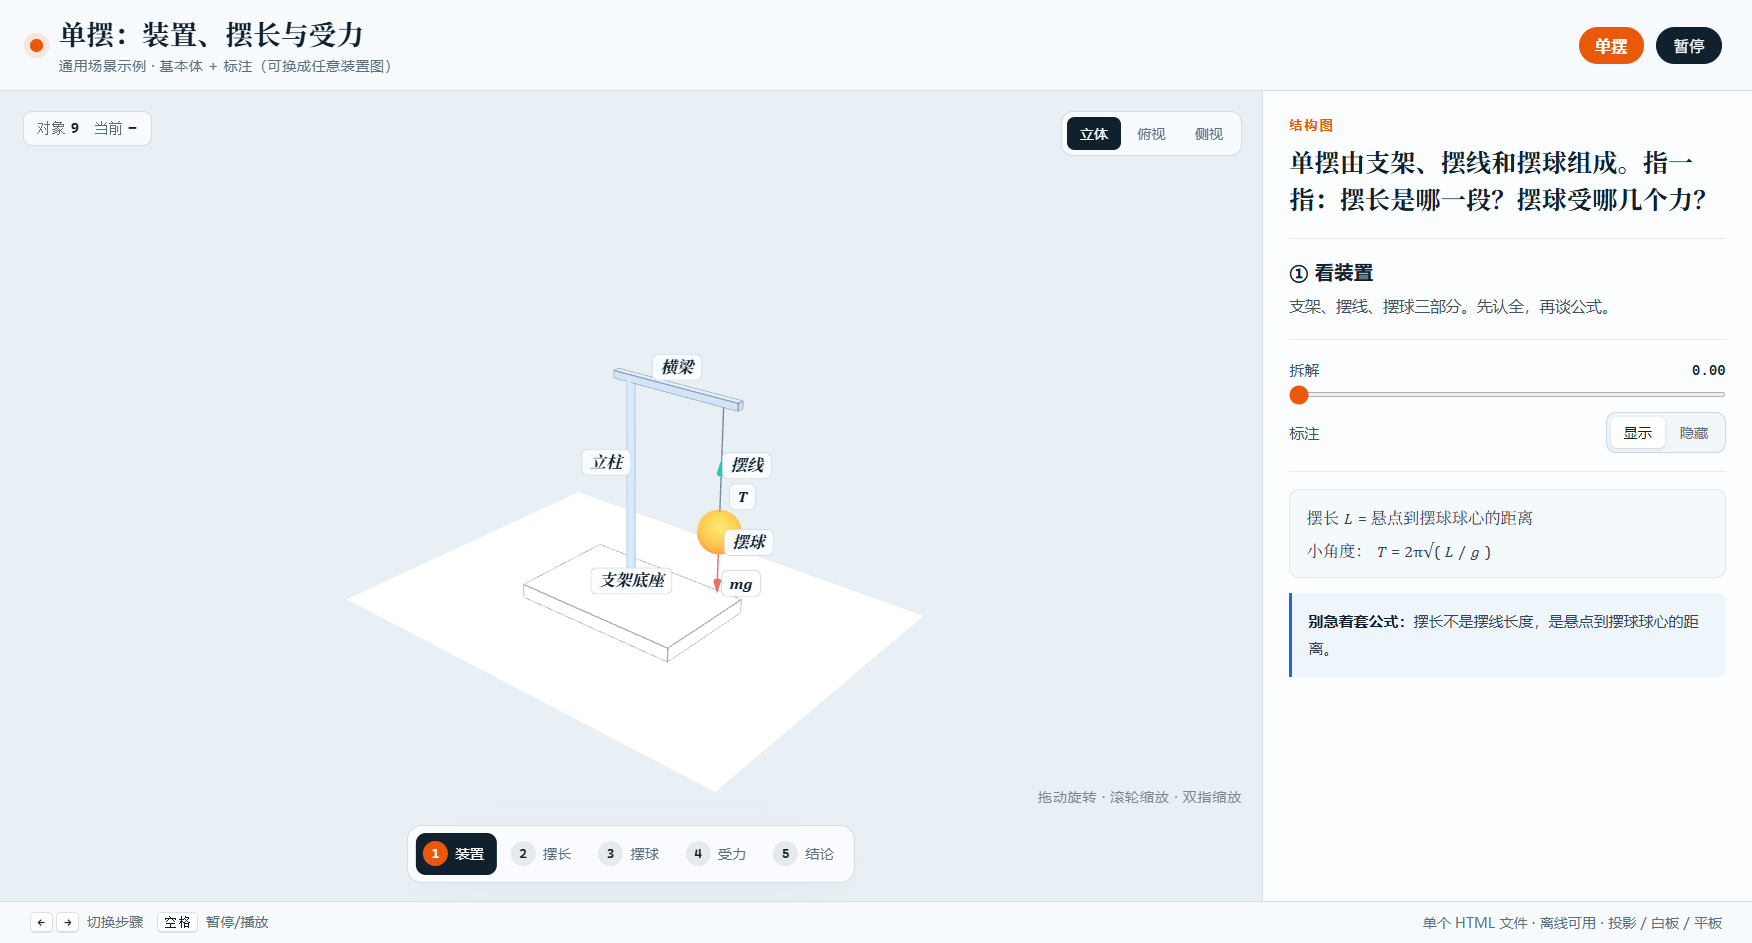 单摆：装置、摆长与受力
通用场景示例 · 基本体 + 标注（可换成任意装置图）
单摆
暂停
对象 9 当前 –
立体 俯视 侧视
横梁
立柱
摆线
T
摆球
支架底座
mg
拖动旋转 · 滚轮缩放 · 双指缩放
1 装置 2 摆长 3 摆球 4 受力 5 结论
结构图
单摆由支架、摆线和摆球组成。指一
指：摆长是哪一段？摆球受哪几个力？
① 看装置
支架、摆线、摆球三部分。先认全，再谈公式。
拆解 0.00
标注 显示 隐藏
摆长 L = 悬点到摆球球心的距离
小角度： T = 2π√( L / g )
别急着套公式：摆长不是摆线长度，是悬点到摆球球心的距
离。
← → 切换步骤 空格 暂停/播放
单个 HTML 文件 · 离线可用 · 投影 / 白板 / 平板